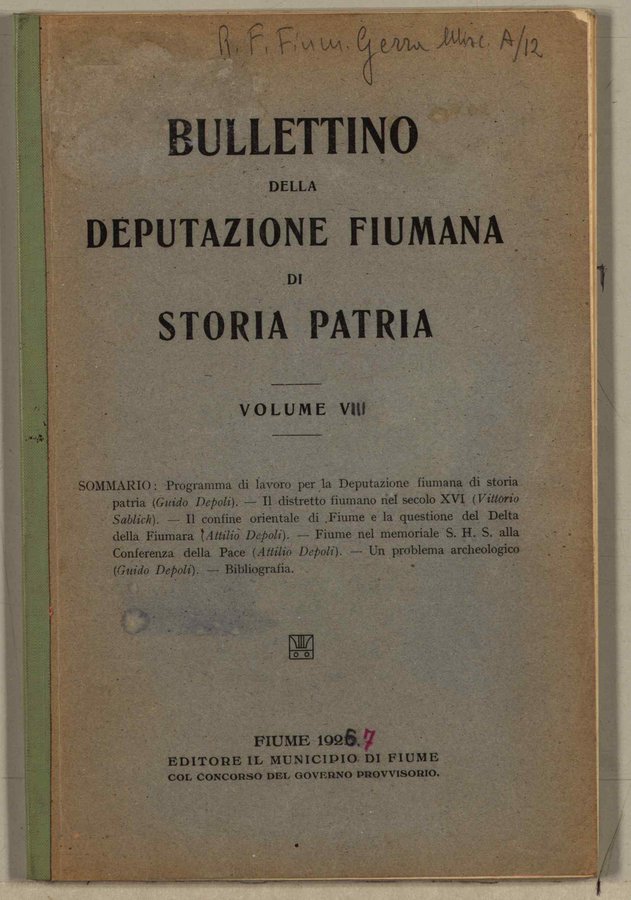 R. F. Fium. Gerra Misc. A/12
BULLETTINO
DELLA
DEPUTAZIONE FIUMANA
DI
STORIA PATRIA
VOLUME VIII
SOMMARIO: Programma di lavoro per la Deputazione fiumana di storia
patria (Guido Depoli). — Il distretto fiumano nel secolo XVI (Vittorio
Sablich). — Il confine orientale di Fiume e la questione del Delta
della Fiumara (Attilio Depoli). — Fiume nel memoriale S. H. S. alla
Conferenza della Pace (Attilio Depoli). — Un problema archeologico
(Guido Depoli). — Bibliografia.
FIUME 1926.7
EDITORE IL MUNICIPIO DI FIUME
COL CONCORSO DEL GOVERNO PROVVISORIO.